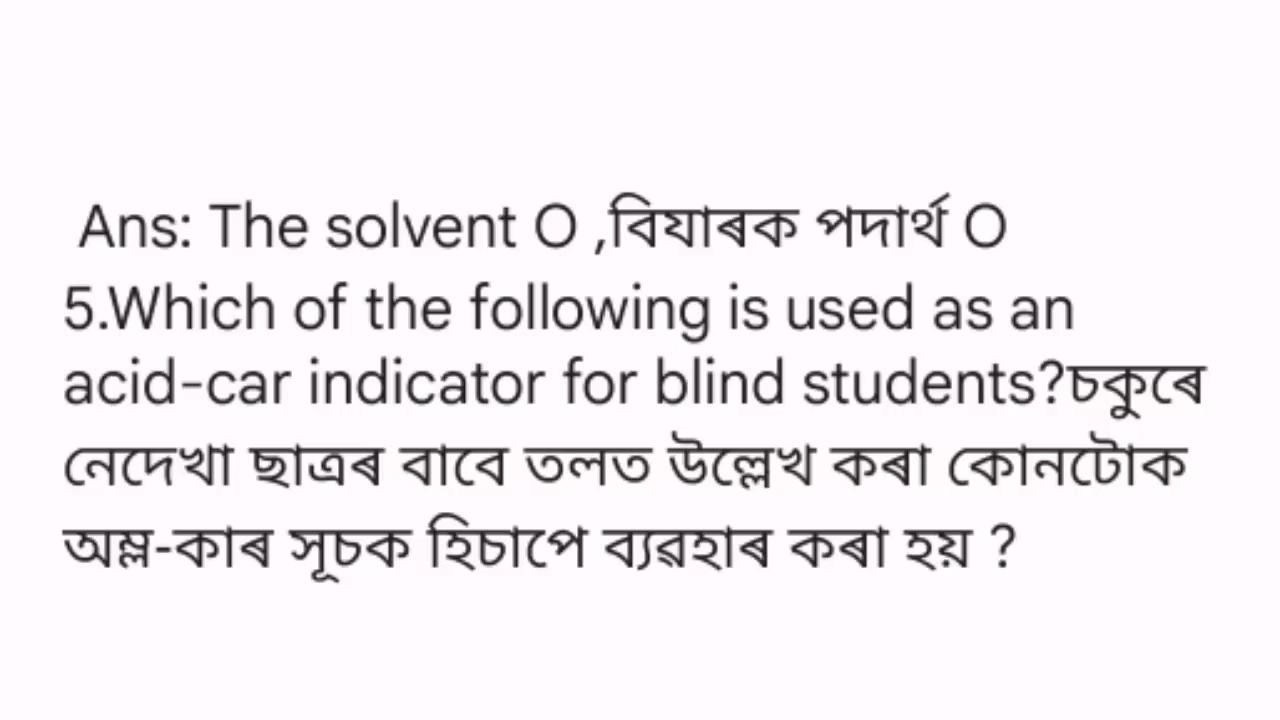 Ans: The solvent O ,বিযাৰক পদাৰ্থ O
5.Which of the following is used as an
acid-car indicator for blind students?চকুৰে
নেদেখা ছাত্ৰৰ বাবে তলত উল্লেখ কৰা কোনটোক
অম্ল-কাৰ সূচক হিচাপে ব্যৱহাৰ কৰা হয় ?